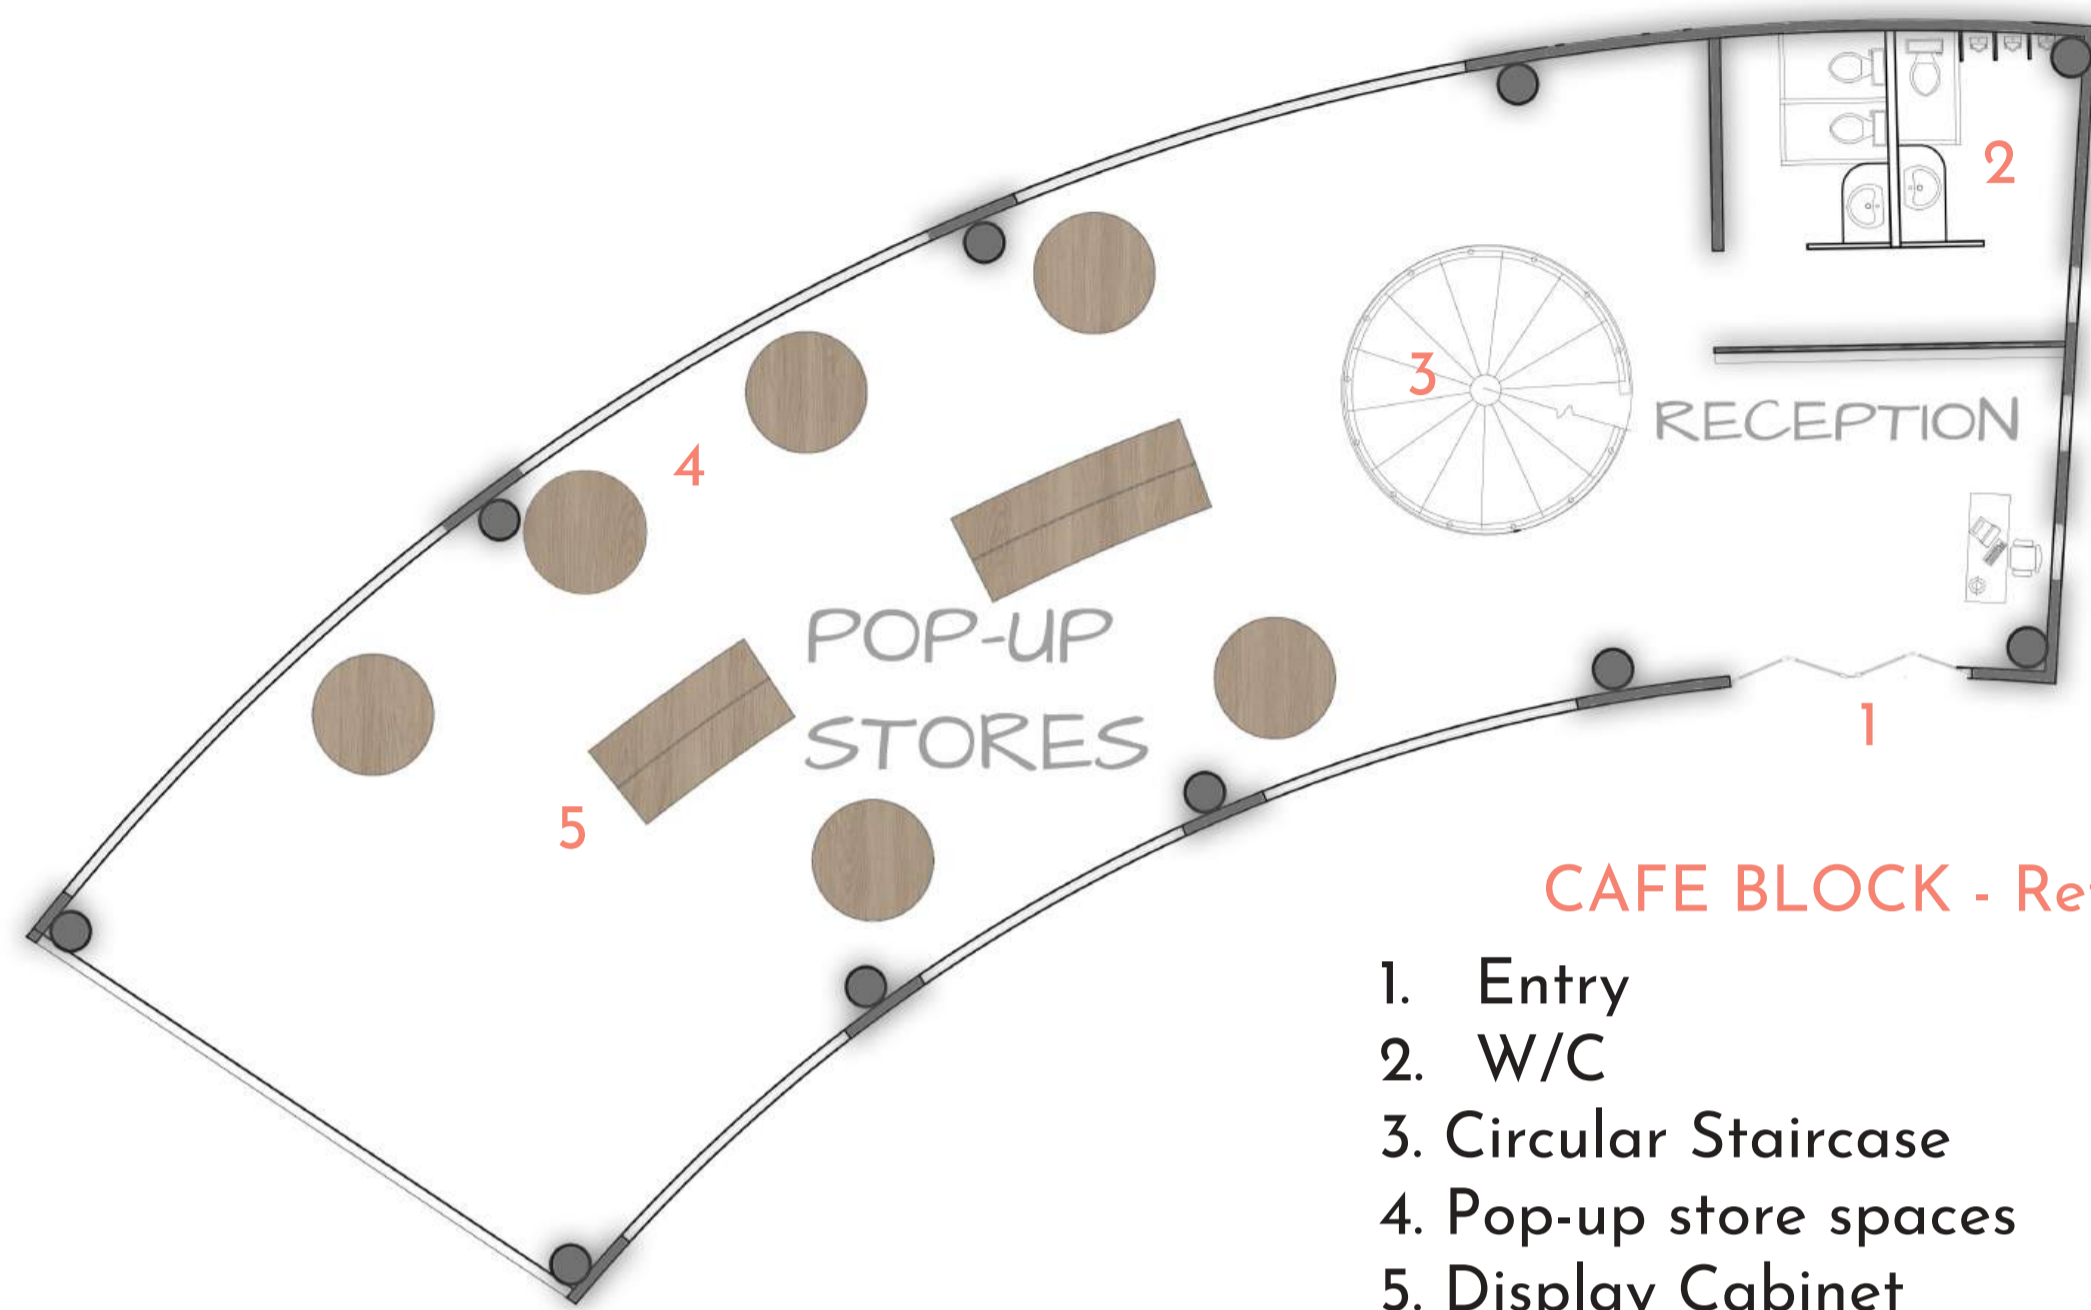 2
3
RECEPTION
4
POP-UP
STORES
1
5
CAFE BLOCK -
1. Entry
2. W/C
3. Circular Staircase
4. Pop-up store spaces
5. Display Cabinet